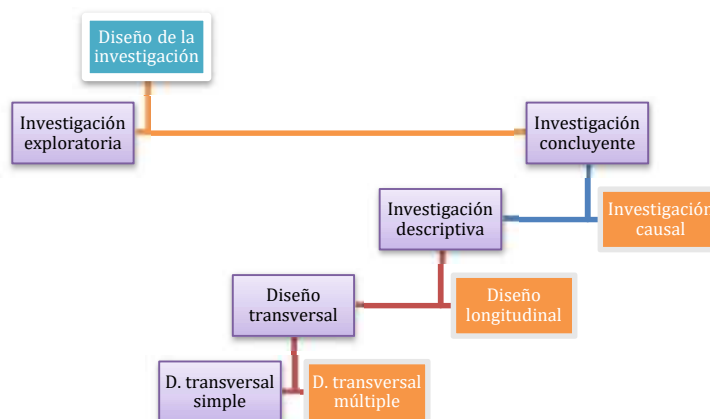 Diseño de la
investigación
Investigación
exploratoria
Investigación
concluyente
Investigación
descriptiva
Investigación
causal
Diseño
transversal
Diseño
longitudinal
D. transversal
simple
D. transversal
múltiple